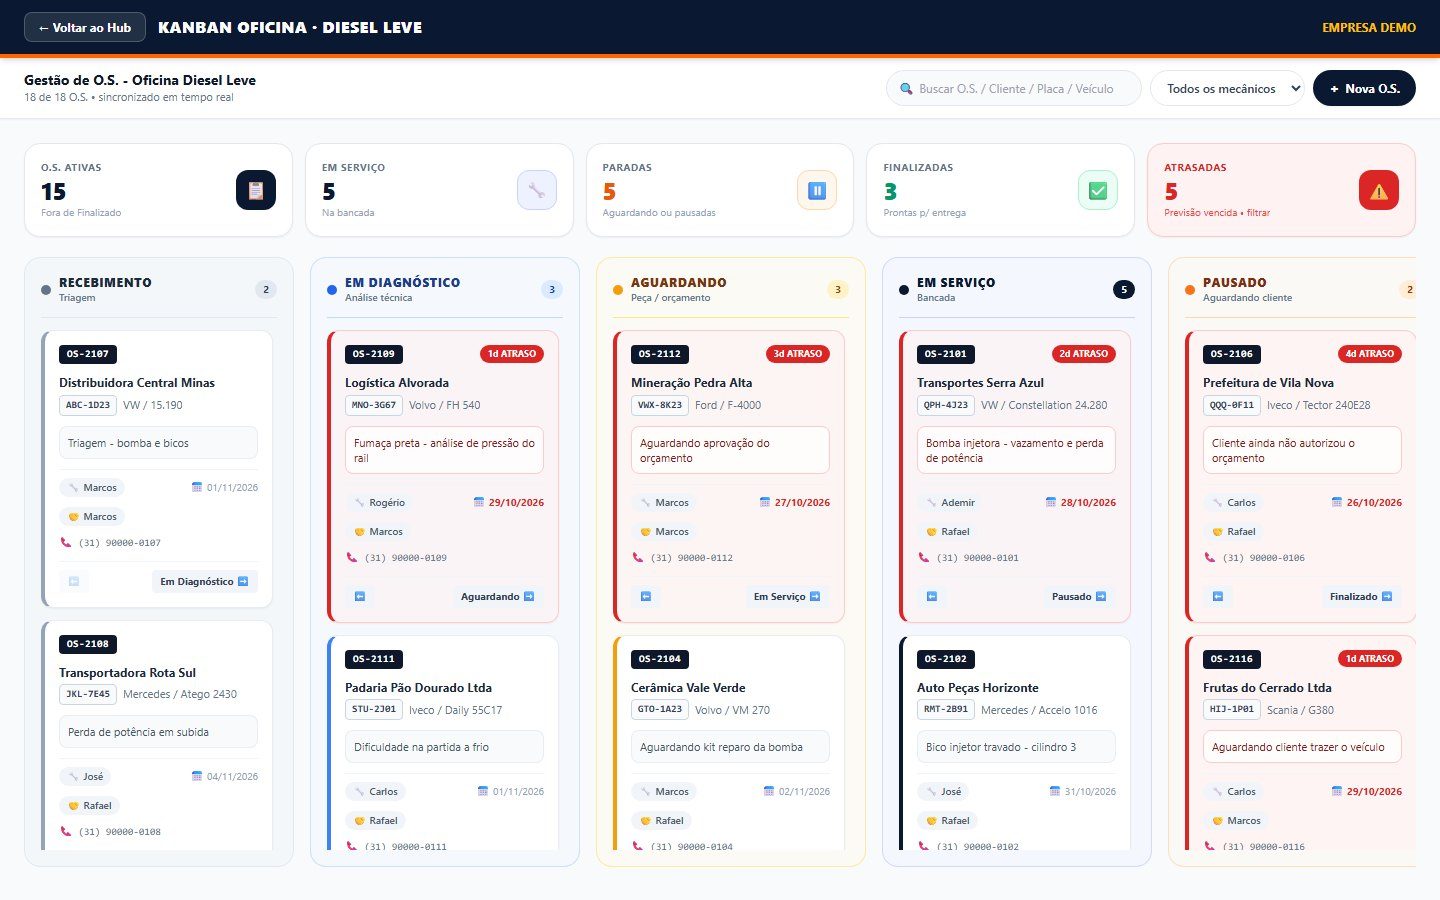 ← Voltar ao Hub
KANBAN OFICINA · DIESEL LEVE
EMPRESA DEMO
Gestão de O.S. - Oficina Diesel Leve
18 de 18 O.S. • sincronizado em tempo real
Buscar O.S. / Cliente / Placa / Veículo
Todos os mecânicos
+ Nova O.S.
O.S. ATIVAS
15
Fora de Finalizado
EM SERVIÇO
5
Na bancada
PARADAS
5
Aguardando ou pausadas
FINALIZADAS
3
Prontas p/ entrega
ATRASADAS
5
Previsão vencida • filtrar
RECEBIMENTO
Triagem
2
OS-2107
Distribuidora Central Minas
ABC-1D23 VW / 15.190
Triagem - bomba e bicos
Marcos 01/11/2026
Marcos
(31) 90000-0107
Em Diagnóstico
OS-2108
Transportadora Rota Sul
JKL-7E45 Mercedes / Atego 2430
Perda de potência em subida
José 04/11/2026
Rafael
(31) 90000-0108
EM DIAGNÓSTICO
Análise técnica
3
OS-2109 1d ATRASO
Logística Alvorada
MNO-3G67 Volvo / FH 540
Fumaça preta - análise de pressão do
rail
Rogério 29/10/2026
Marcos
(31) 90000-0109
Aguardando
OS-2111
Padaria Pão Dourado Ltda
STU-2J01 Iveco / Daily 55C17
Dificuldade na partida a frio
Carlos 01/11/2026
Rafael
(31) 90000-0111
AGUARDANDO
Peça / orçamento
3
OS-2112 3d ATRASO
Mineração Pedra Alta
VWX-8K23 Ford / F-4000
Aguardando aprovação do
orçamento
Marcos 27/10/2026
Marcos
(31) 90000-0112
Em Serviço
OS-2104
Cerâmica Vale Verde
GTO-1A23 Volvo / VM 270
Aguardando kit reparo da bomba
Marcos 02/11/2026
Rafael
(31) 90000-0104
EM SERVIÇO
Bancada
5
OS-2101 2d ATRASO
Transportes Serra Azul
QPH-4J23 VW / Constellation 24.280
Bomba injetora - vazamento e perda
de potência
Ademir 28/10/2026
Rafael
(31) 90000-0101
Pausado
OS-2102
Auto Peças Horizonte
RMT-2B91 Mercedes / Accelo 1016
Bico injetor travado - cilindro 3
José 31/10/2026
Rafael
(31) 90000-0102
PAUSADO
Aguardando cliente
2
OS-2106 4d ATRASO
Prefeitura de Vila Nova
QQQ-0F11 Iveco / Tector 240E28
Cliente ainda não autorizou o
orçamento
Carlos 26/10/2026
Rafael
(31) 90000-0106
Finalizado
OS-2116 1d ATRASO
Frutas do Cerrado Ltda
HIJ-1P01 Scania / G380
Aguardando cliente trazer o veículo
Carlos 29/10/2026
Marcos
(31) 90000-0116